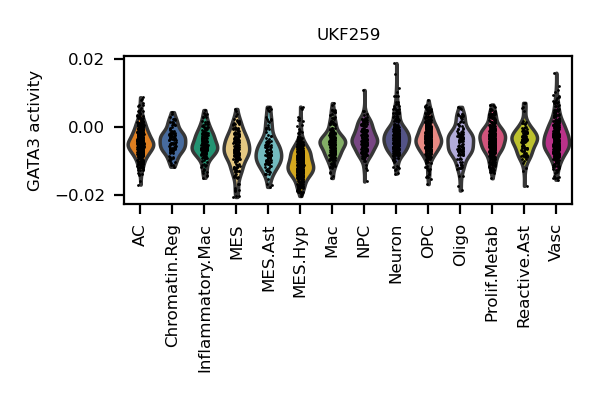 UKF259
GATA3 activity
0.02
0.00
−0.02
AC
Chromatin.Reg
Inflammatory.Mac
MES
MES.Ast
MES.Hyp
Mac
NPC
Neuron
OPC
Oligo
Prolif.Metab
Reactive.Ast
Vasc